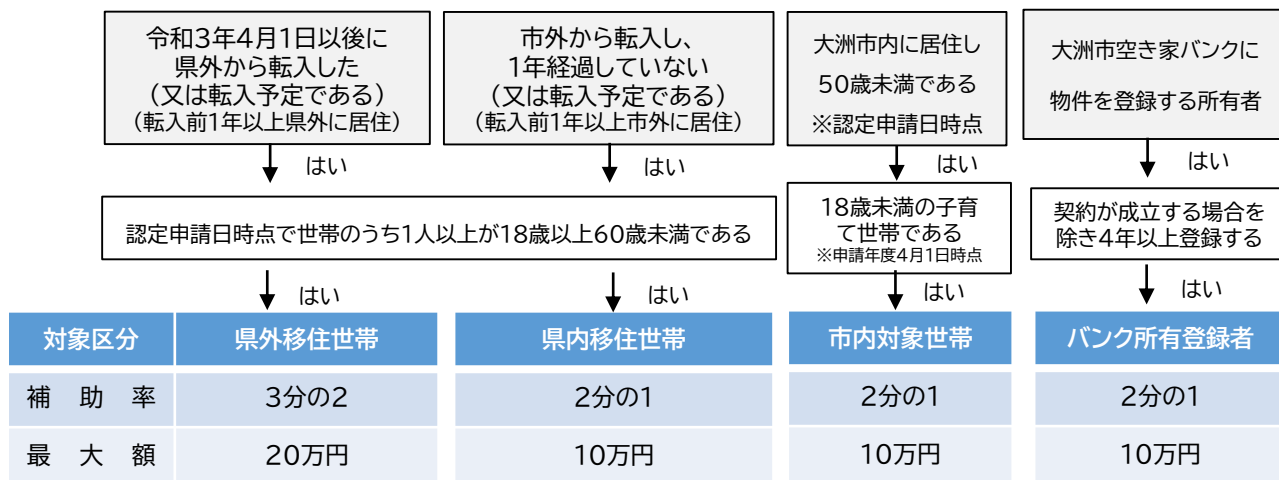 令和3年4月1日以後に
県外から転入した
(又は転入予定である)
(転入前1年以上県外に居住)
市外から転入し、
1年経過していない
(又は転入予定である)
(転入前1年以上市外に居住)
大洲市内に居住し
50歳未満である
※認定申請日時点
大洲市空き家バンクに
物件を登録する所有者
はい
はい
はい
はい
認定申請日時点で世帯のうち1人以上が18歳以上60歳未満である
18歳未満の子育
て世帯である
※申請年度4月1日時点
契約が成立する場合を
除き4年以上登録する
はい
はい
はい
はい
対象区分 県外移住世帯 県内移住世帯 市内対象世帯 バンク所有登録者
補助率 3分の2 2分の1 2分の1 2分の1
最大額 20万円 10万円 10万円 10万円